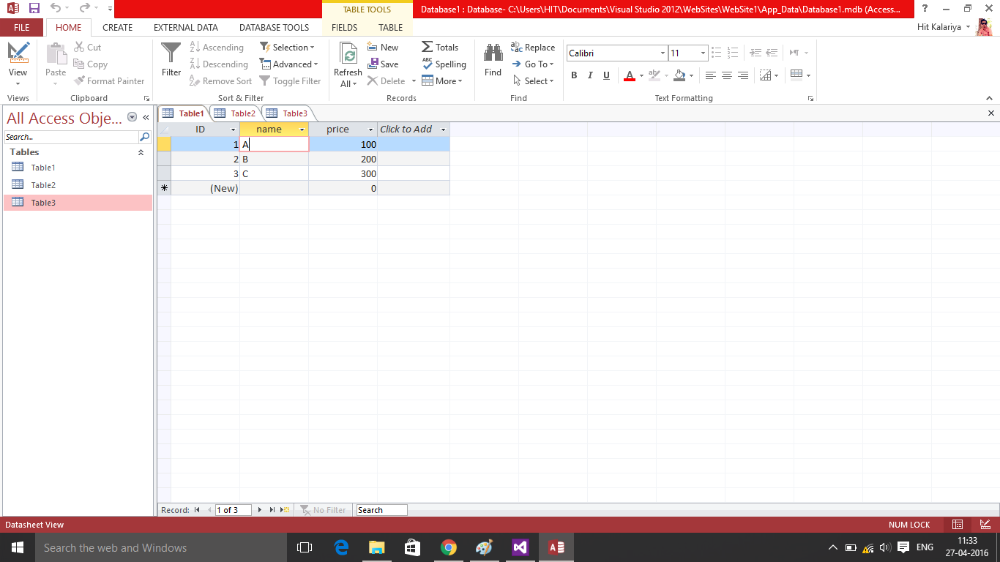 TABLE TOOLS
Database1 : Database- C:\Users\HIT\Documents\Visual Studio 2012\WebSites\WebSite1\App_Data\Database1.mdb (Access...
?
FILE HOME CREATE EXTERNAL DATA DATABASE TOOLS FIELDS TABLE Hit Kalariya
View
Views
Paste
Cut
Copy
Format Painter
Clipboard
Filter
Ascending
Descending
Remove Sort
Selection
Advanced
Toggle Filter
Sort & Filter
Refresh
All
New
Save
Delete
Totals
Spelling
More
Records
Find
Replace
Go To
Select
Find
Calibri 11
B I U A
Text Formatting
All Access Obje...
Search...
Tables
Table1
Table2
Table3
Table1 Table2 Table3
ID name price Click to Add
1 A 100
2 B 200
3 C 300
(New) 0
Record: 1 of 3 No Filter Search
Datasheet View NUM LOCK
Search the web and Windows
ENG
11:33
27-04-2016